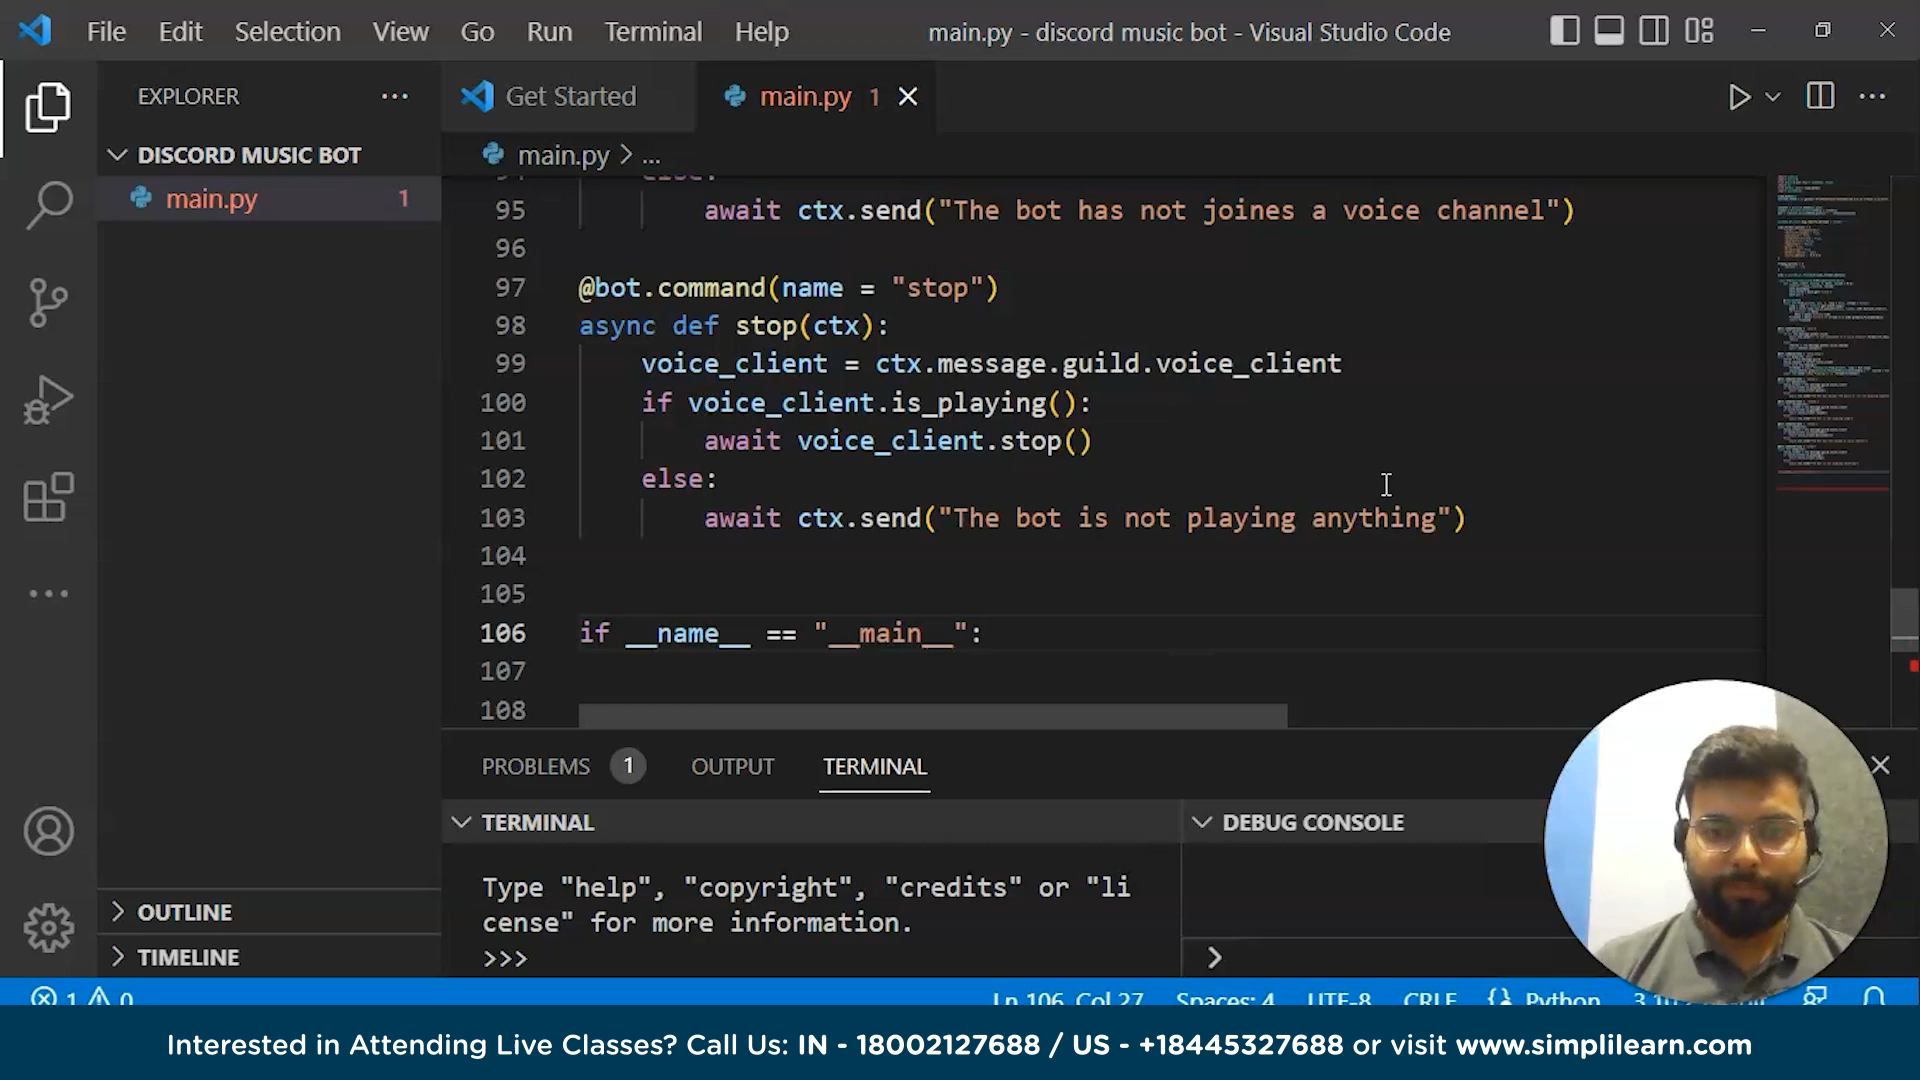 File Edit Selection View Go Run Terminal Help main.py - discord music bot - Visual Studio Code
EXPLORER
Get Started
main.py 1
DISCORD MUSIC BOT
main.py > ...
main.py 1
else:
95 await ctx.send("The bot has not joines a voice channel")
96
97 @bot.command(name = "stop")
98 async def stop(ctx):
99 voice_client = ctx.message.guild.voice_client
100 if voice_client.is_playing():
101 await voice_client.stop()
102 else:
103 await ctx.send("The bot is not playing anything")
104
105
106 if __name__ == "__main__":
107
108
PROBLEMS 1 OUTPUT TERMINAL
TERMINAL
DEBUG CONSOLE
Type "help", "copyright", "credits" or "li
cense" for more information.
>>>
OUTLINE
TIMELINE
1 0 Ln 106, Col 27 Spaces: 4 UTF-8 CRLF Python
Interested in Attending Live Classes? Call Us: IN - 18002127688 / US - +18445327688 or visit www.simplilearn.com